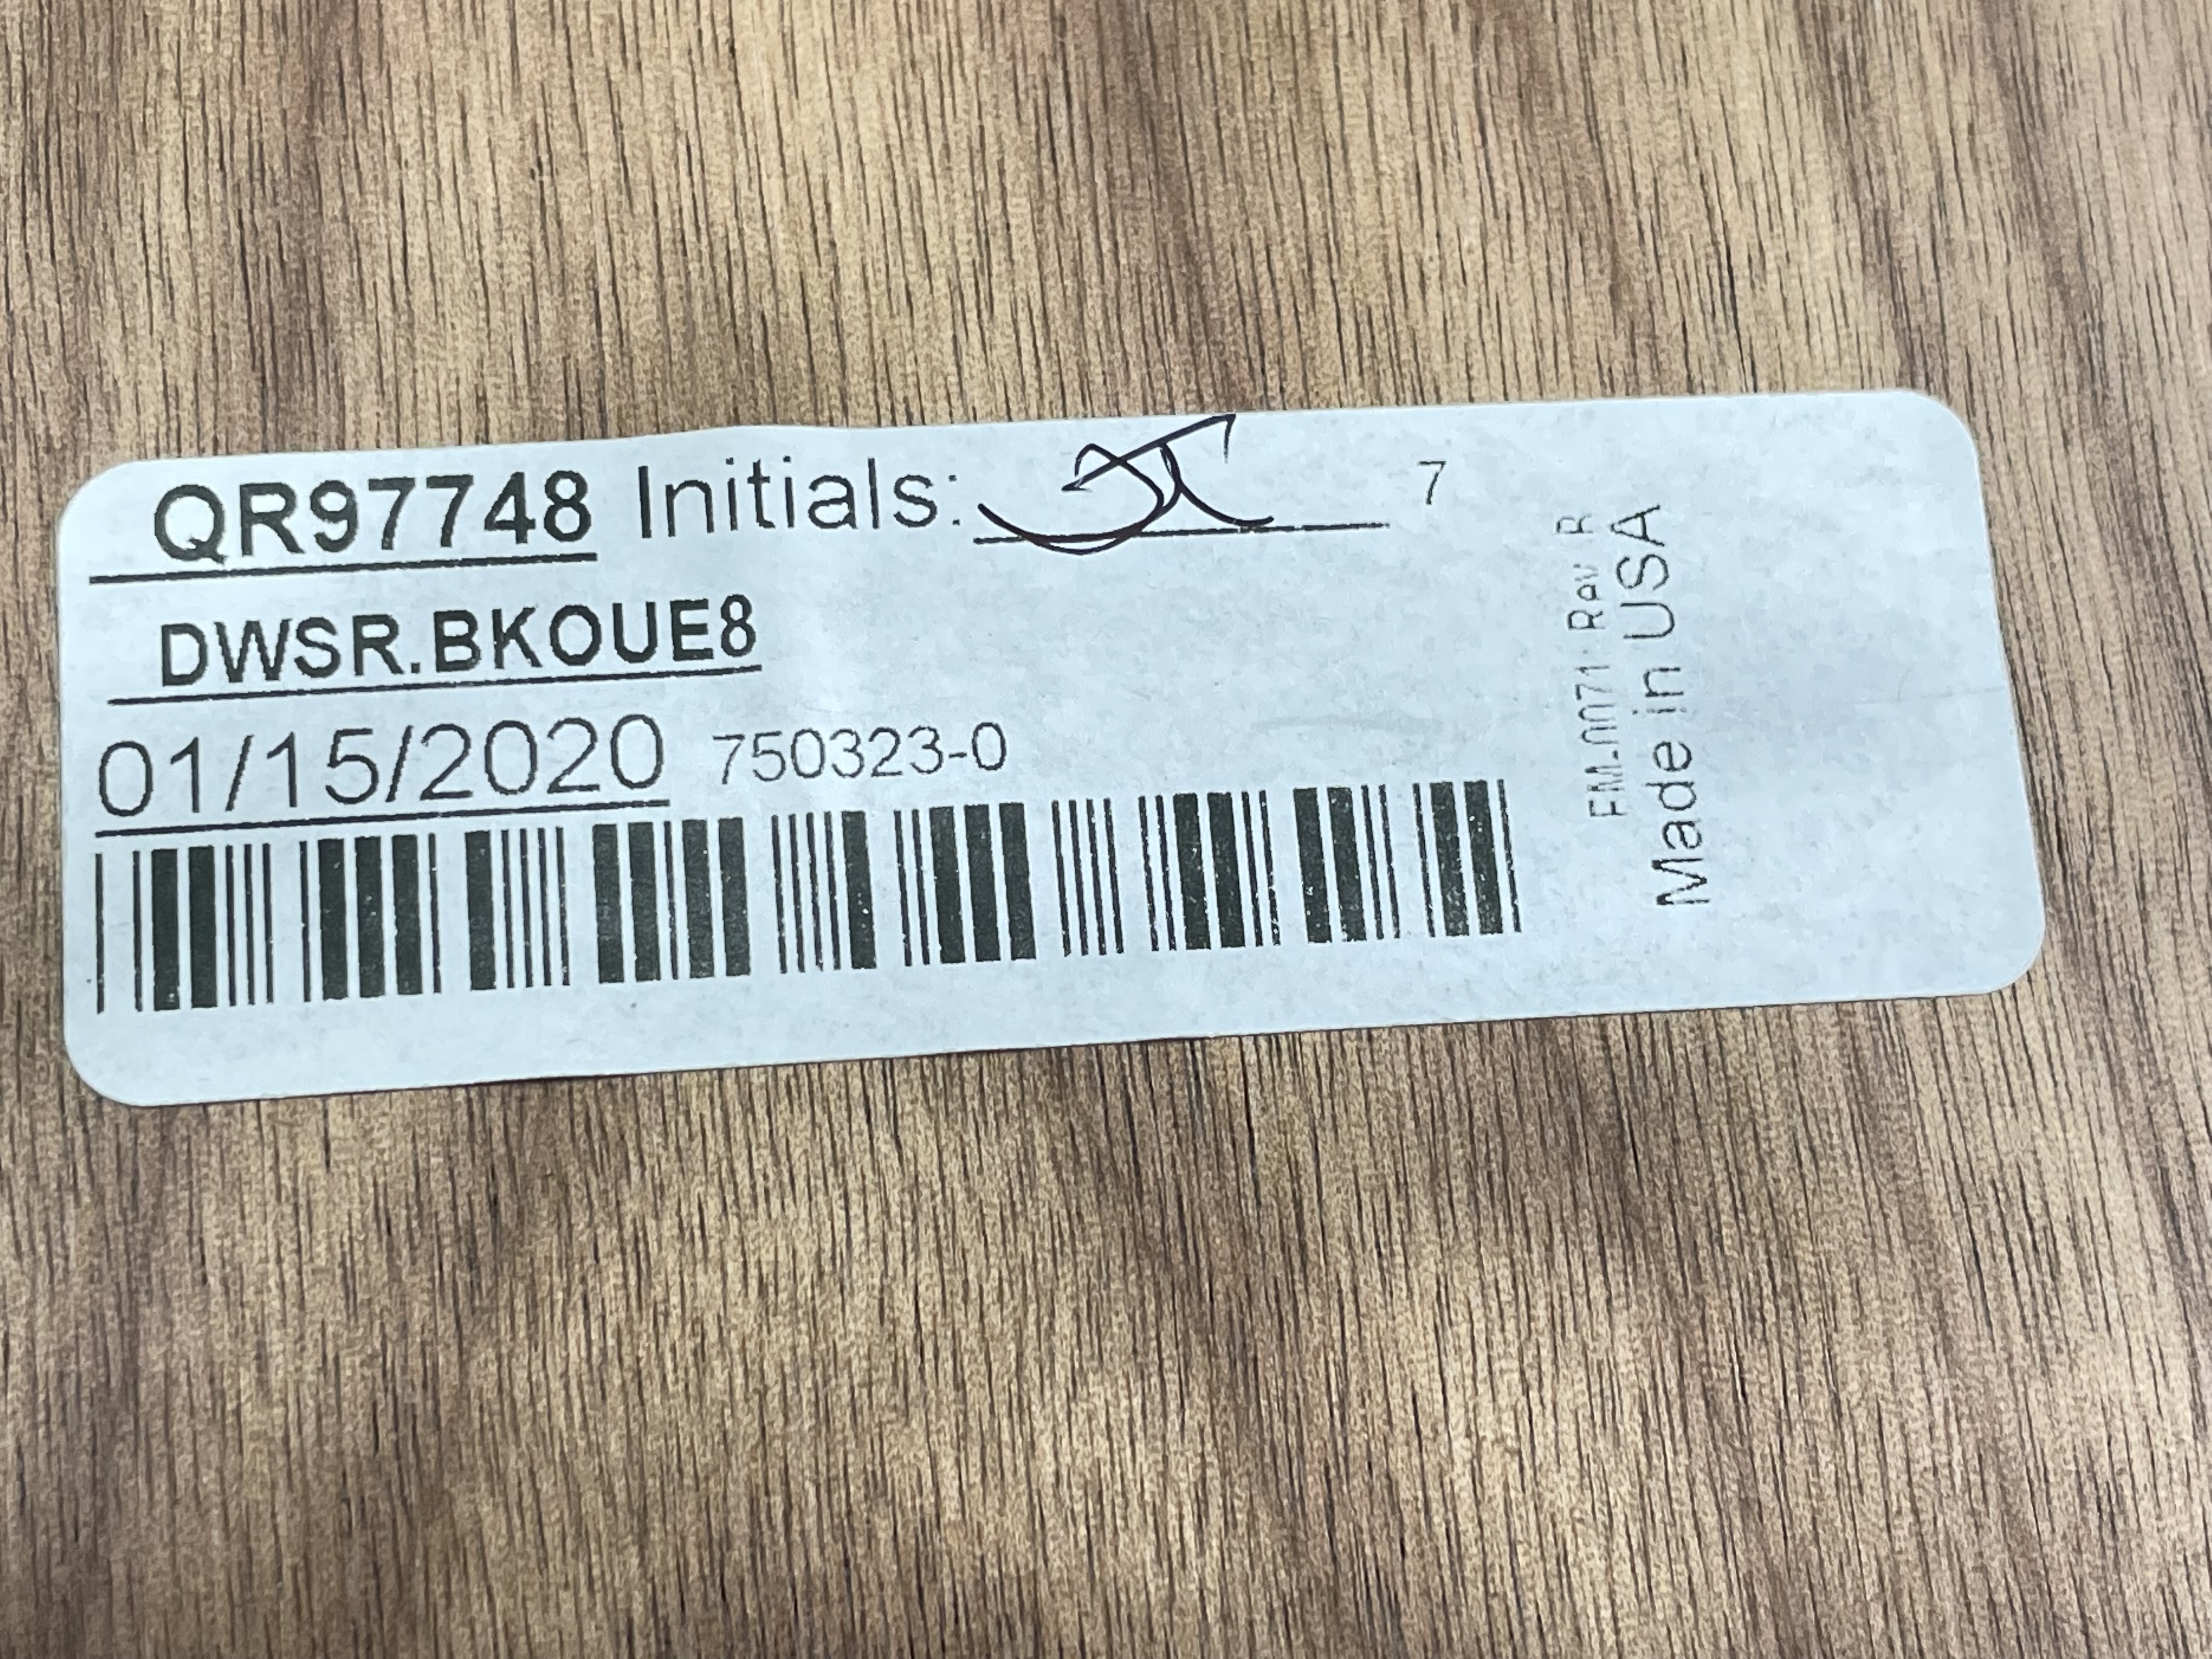 QR97748 Initials: 7
DWSR.BKOUE8
01/15/2020 750323-0
FM-0071 Rev R
Made in USA